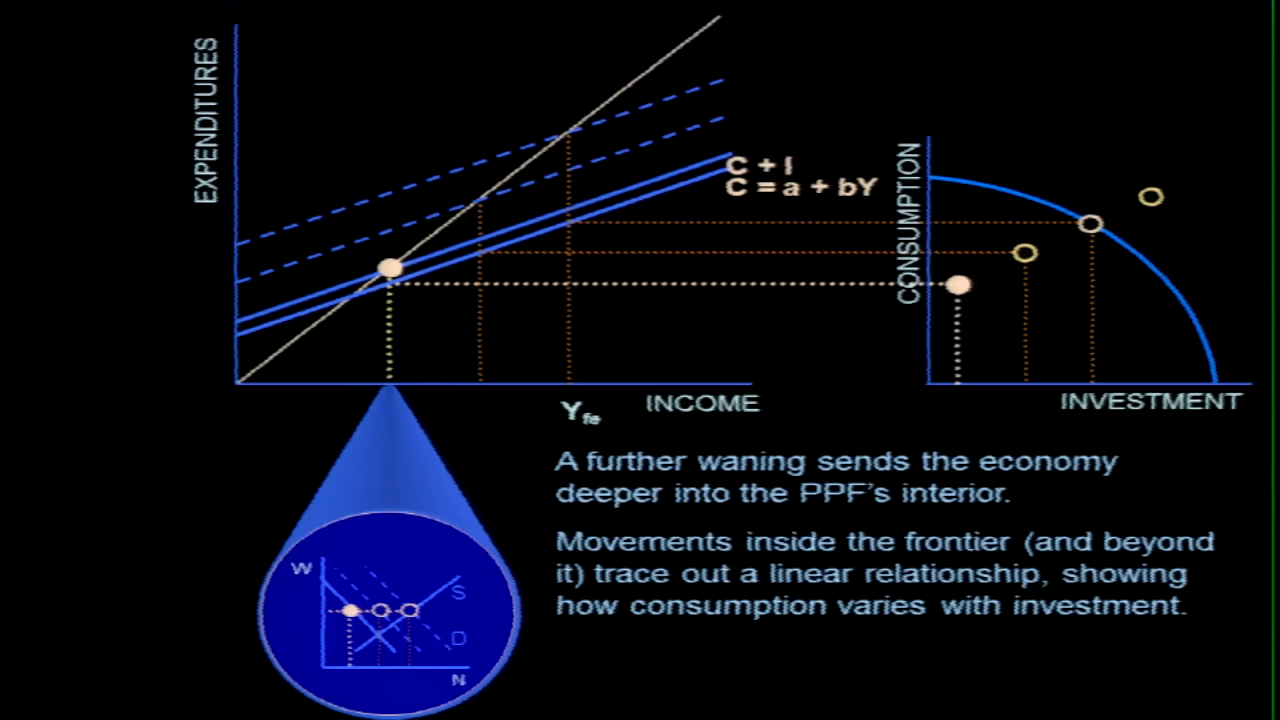 EXPENDITURES
C + I
C = a + bY
CONSUMPTION
Yfe
INCOME
INVESTMENT
A further waning sends the economy
deeper into the PPF's interior.
Movements inside the frontier (and beyond
it) trace out a linear relationship, showing
how consumption varies with investment.
W
S
D
N